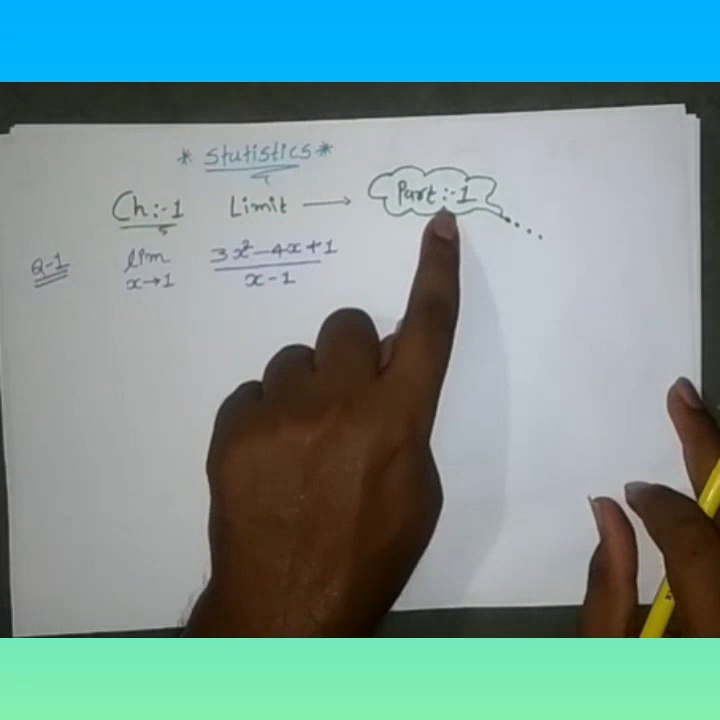 * Statistics *
Ch:-1 Limit → Part:-1 ....
Q-1 lim x→1 3x²-4x+1 / x-1